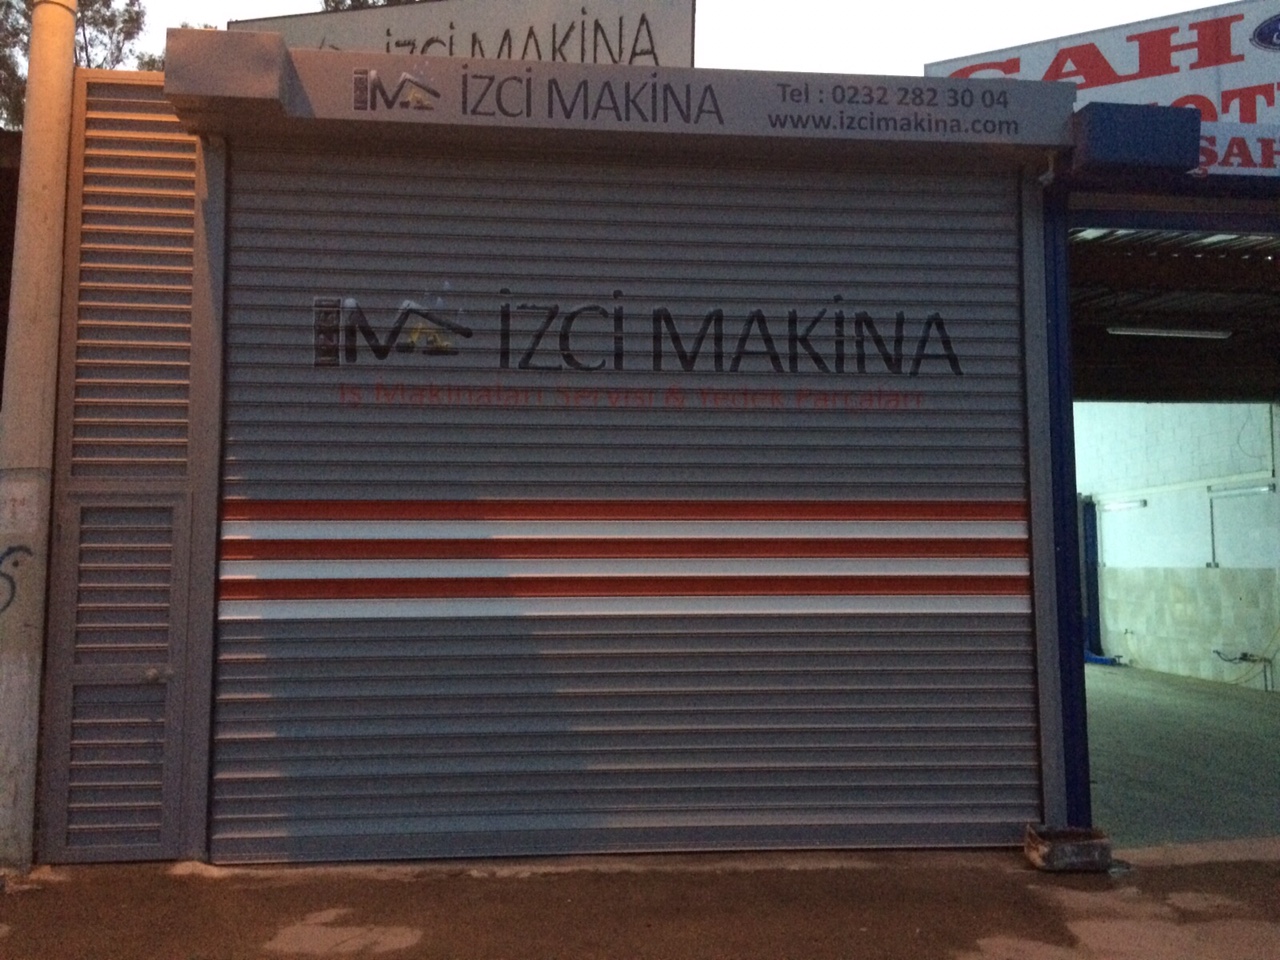 İZCİ MAKİNA
ŞAH
İZCİ MAKİNA
Tel : 0232 282 30 04
www.izcimakina.com
İZCİ MAKİNA
İş Makinaları Servisi & Yedek Parçaları